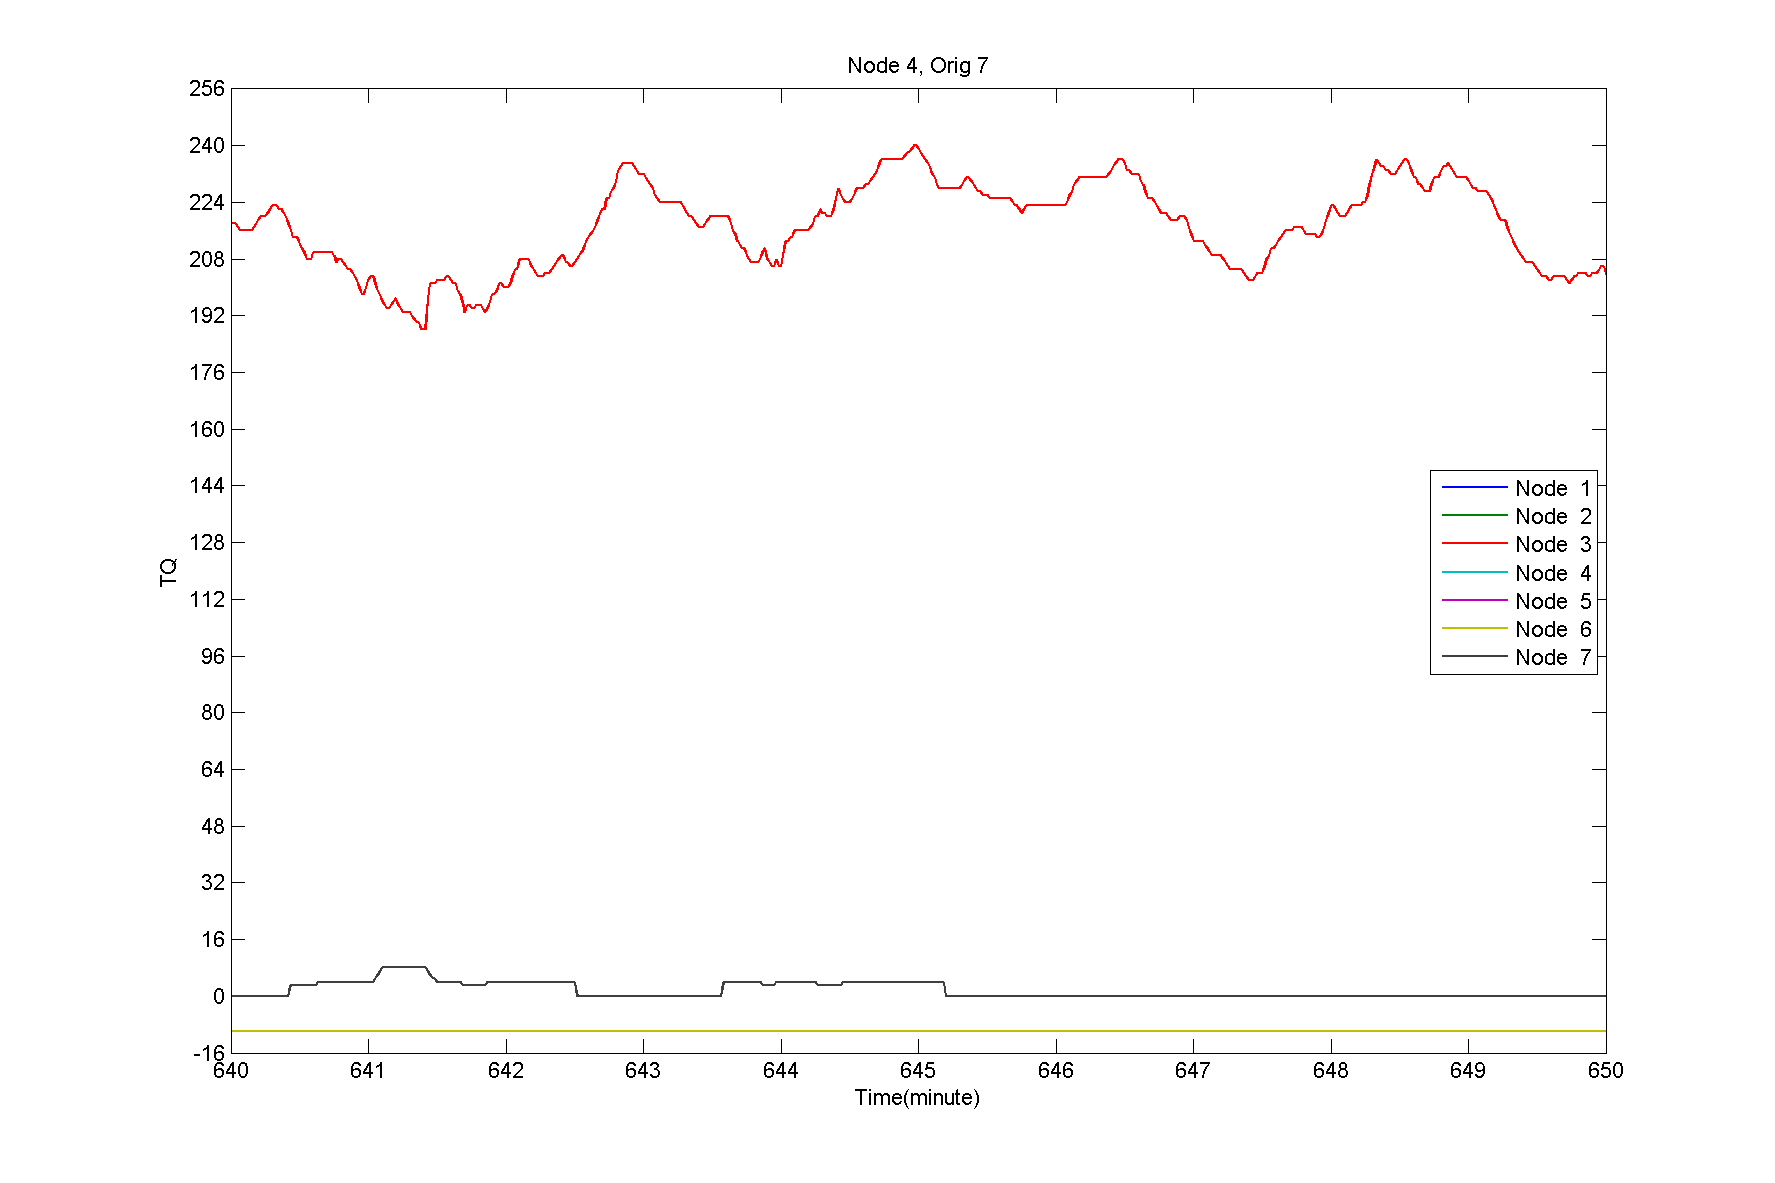 Node 4, Orig 7
256
240
224
208
192
176
160
144
128
112
96
80
64
48
32
16
0
-16
TQ
Node 1
Node 2
Node 3
Node 4
Node 5
Node 6
Node 7
640 641 642 643 644 645 646 647 648 649 650
Time(minute)